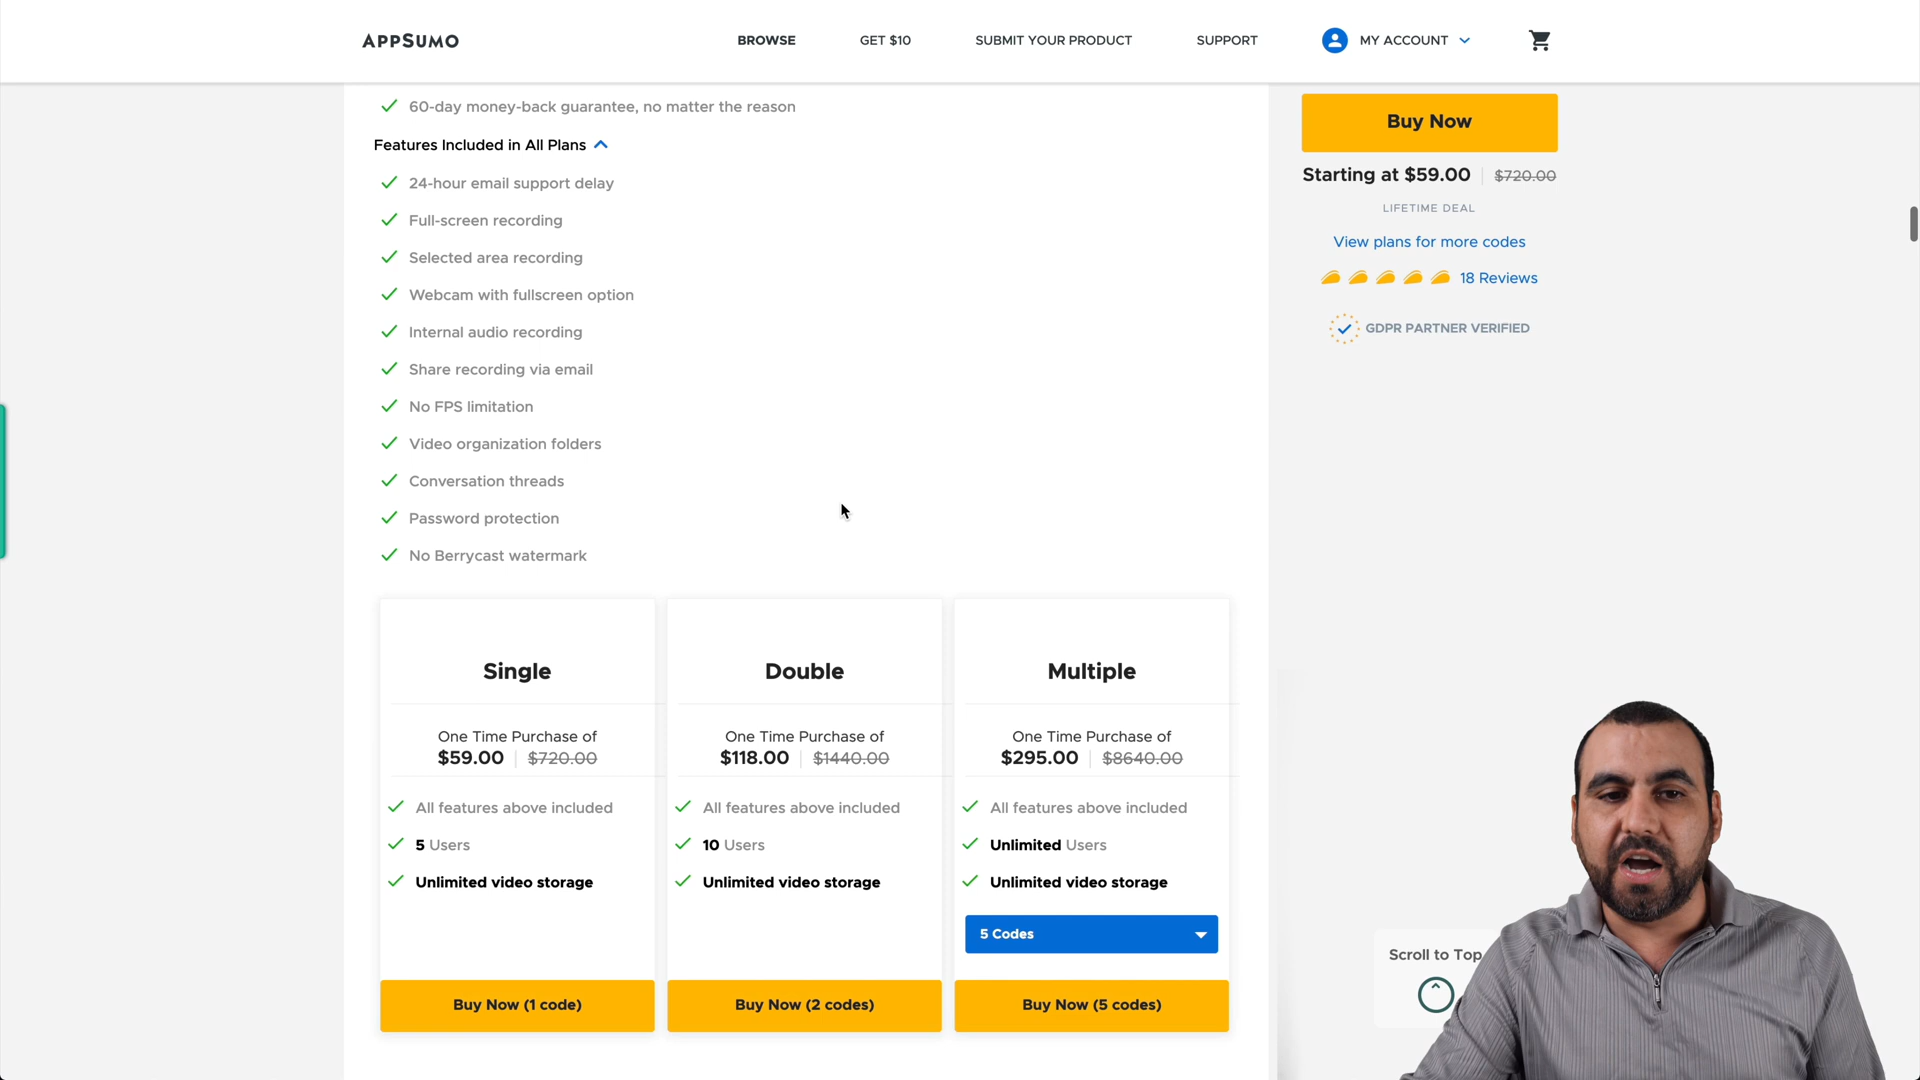 APPSUMO
BROWSE
GET $10
SUBMIT YOUR PRODUCT
SUPPORT
MY ACCOUNT
60-day money-back guarantee, no matter the reason
Features Included in All Plans
24-hour email support delay
Full-screen recording
Selected area recording
Webcam with fullscreen option
Internal audio recording
Share recording via email
No FPS limitation
Video organization folders
Conversation threads
Password protection
No Berrycast watermark
Buy Now
Starting at $59.00 $720.00
LIFETIME DEAL
View plans for more codes
18 Reviews
GDPR PARTNER VERIFIED
Single
One Time Purchase of
$59.00 $720.00
All features above included
5 Users
Unlimited video storage
Buy Now (1 code)
Double
One Time Purchase of
$118.00 $1440.00
All features above included
10 Users
Unlimited video storage
Buy Now (2 codes)
Multiple
One Time Purchase of
$295.00 $8640.00
All features above included
Unlimited Users
Unlimited video storage
5 Codes
Buy Now (5 codes)
Scroll to Top